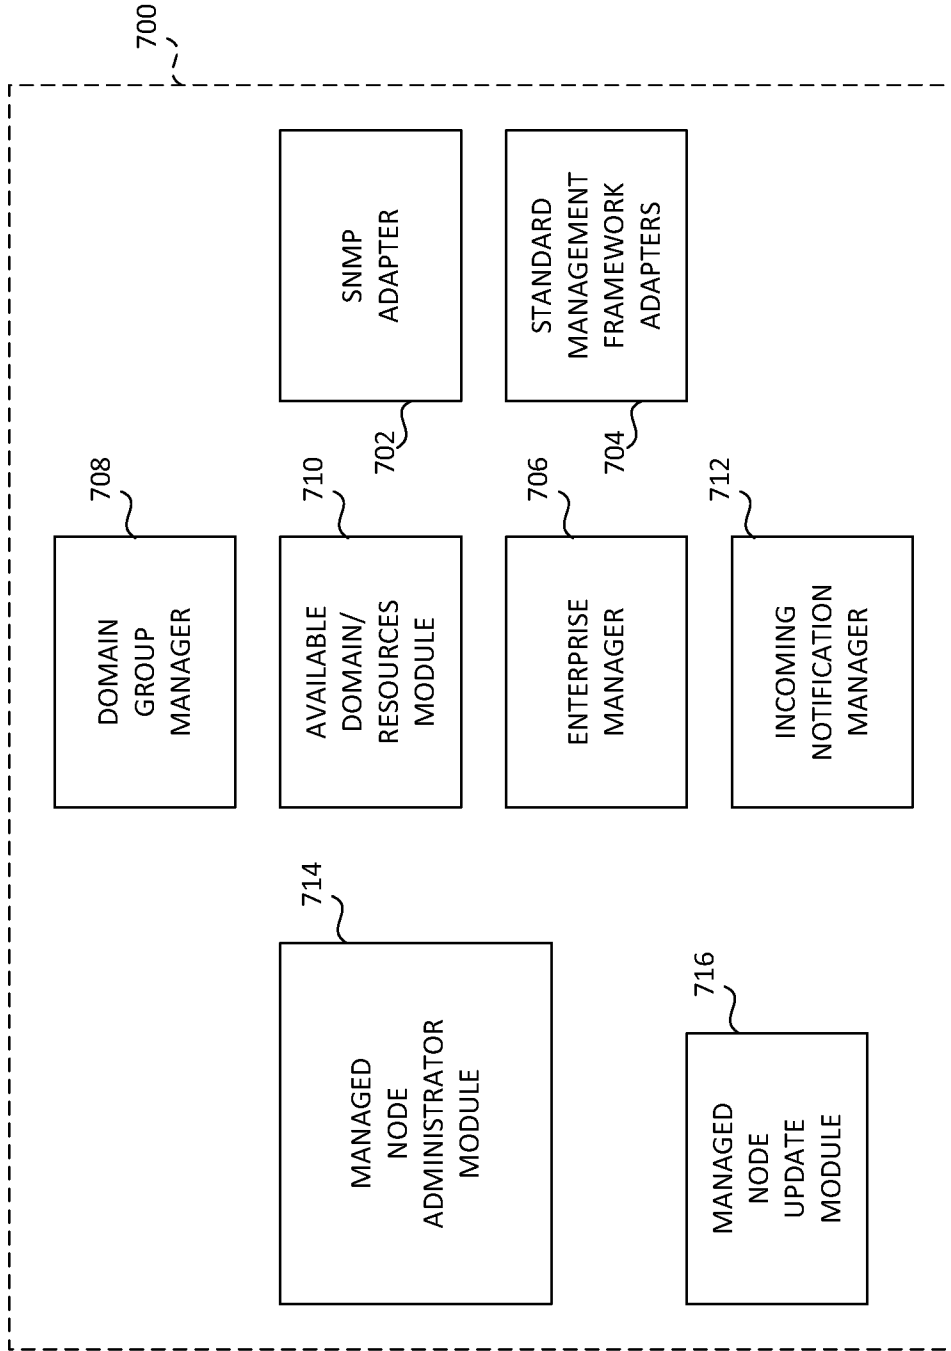 700
SNMP
ADAPTER
702
STANDARD
MANAGEMENT
FRAMEWORK
ADAPTERS
704
708
DOMAIN
GROUP
MANAGER
710
AVAILABLE
DOMAIN/
RESOURCES
MODULE
706
ENTERPRISE
MANAGER
712
INCOMING
NOTIFICATION
MANAGER
714
MANAGED
NODE
ADMINISTRATOR
MODULE
716
MANAGED
NODE
UPDATE
MODULE